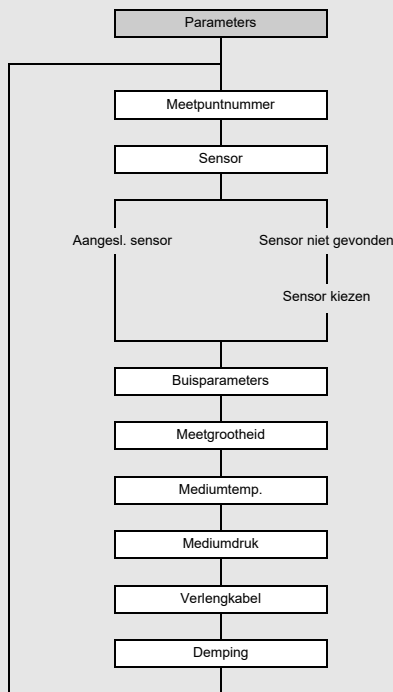 Parameters
Meetpuntnummer
Sensor
Aangesl. sensor
Sensor niet gevonden
Sensor kiezen
Buisparameters
Meetgrootheid
Mediumtemp.
Mediumdruk
Verlengkabel
Demping